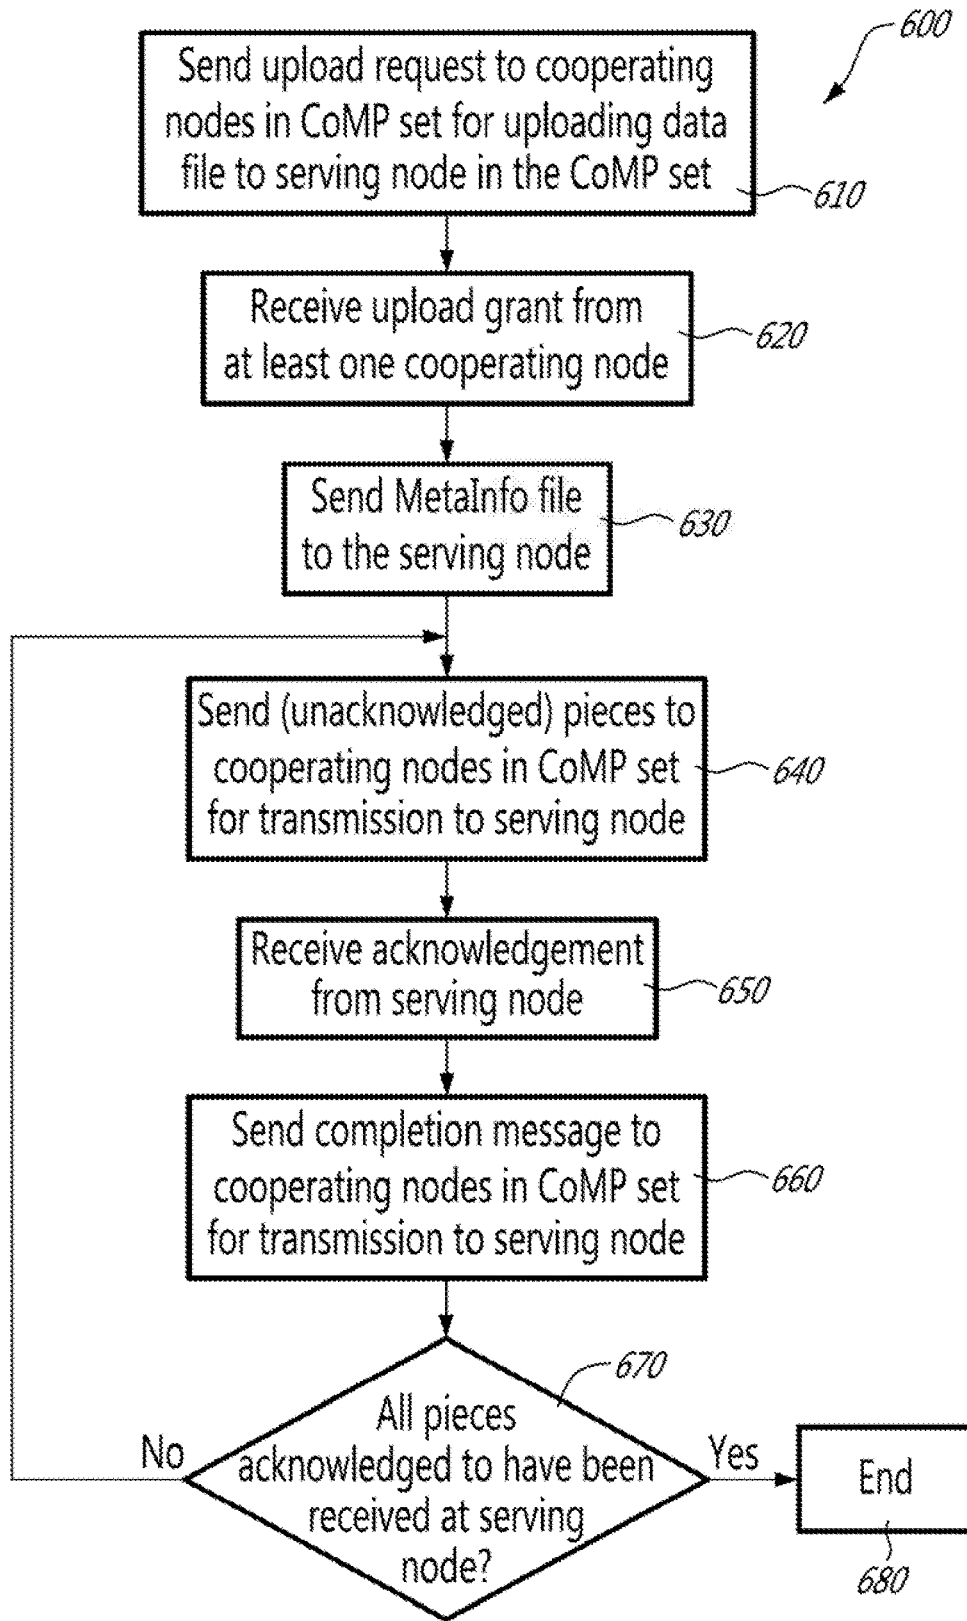 600
Send upload request to cooperating
nodes in CoMP set for uploading data
file to serving node in the CoMP set
610
Receive upload grant from
at least one cooperating node
620
Send MetaInfo file
to the serving node
630
Send (unacknowledged) pieces to
cooperating nodes in CoMP set
for transmission to serving node
640
Receive acknowledgement
from serving node
650
Send completion message to
cooperating nodes in CoMP set
for transmission to serving node
660
670
All pieces
acknowledged to have been
received at serving
node?
No
Yes
End
680